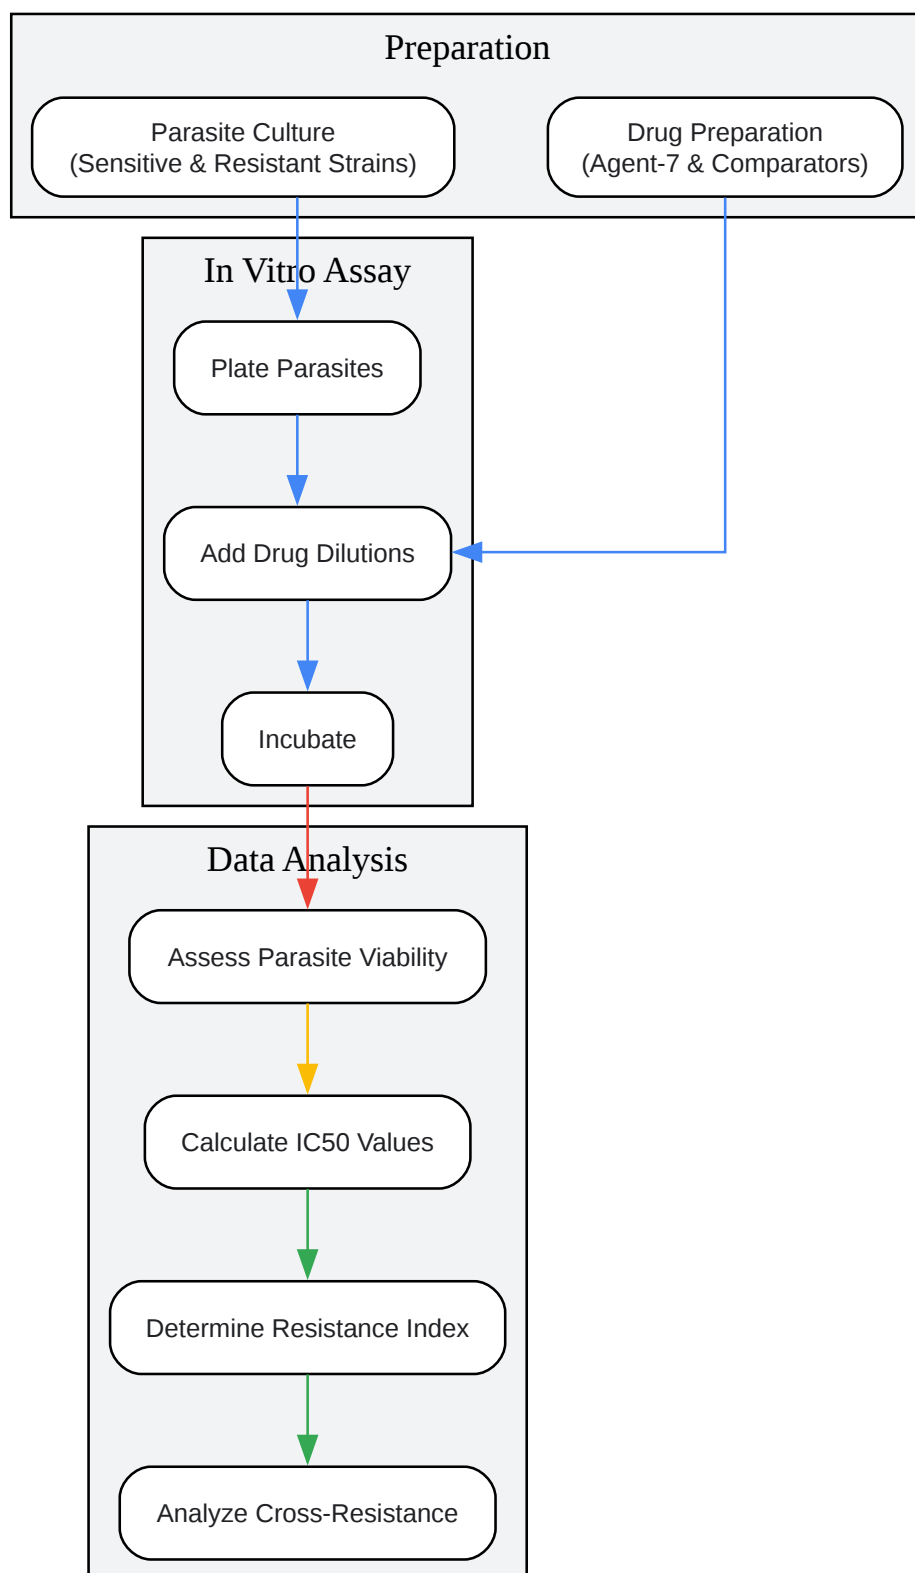 Preparation
Parasite Culture
(Sensitive & Resistant Strains)
Drug Preparation
(Agent-7 & Comparators)
In Vitro Assay
Plate Parasites
Add Drug Dilutions
Incubate
Data Analysis
Assess Parasite Viability
Calculate IC50 Values
Determine Resistance Index
Analyze Cross-Resistance